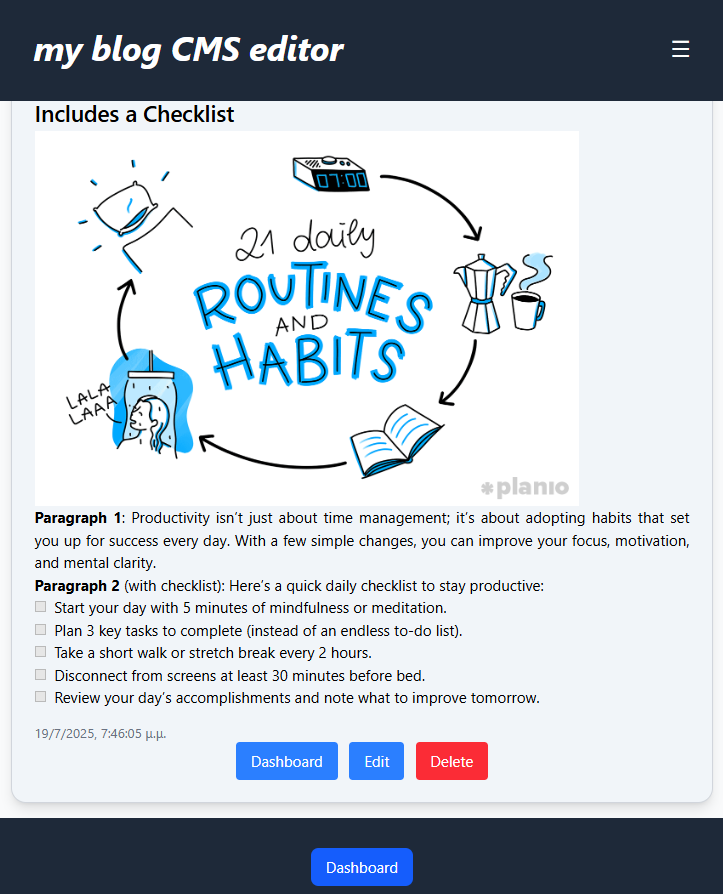 my blog CMS editor
Includes a Checklist
07:00
21 daily
ROUTINES
AND
HABITS
LALA
LAAA
*planio
Paragraph 1: Productivity isn't just about time management; it's about adopting habits that set
you up for success every day. With a few simple changes, you can improve your focus, motivation,
and mental clarity.
Paragraph 2 (with checklist): Here's a quick daily checklist to stay productive:
Start your day with 5 minutes of mindfulness or meditation.
Plan 3 key tasks to complete (instead of an endless to-do list).
Take a short walk or stretch break every 2 hours.
Disconnect from screens at least 30 minutes before bed.
Review your day's accomplishments and note what to improve tomorrow.
19/7/2025, 7:46:05 μ.μ.
Dashboard Edit Delete
Dashboard